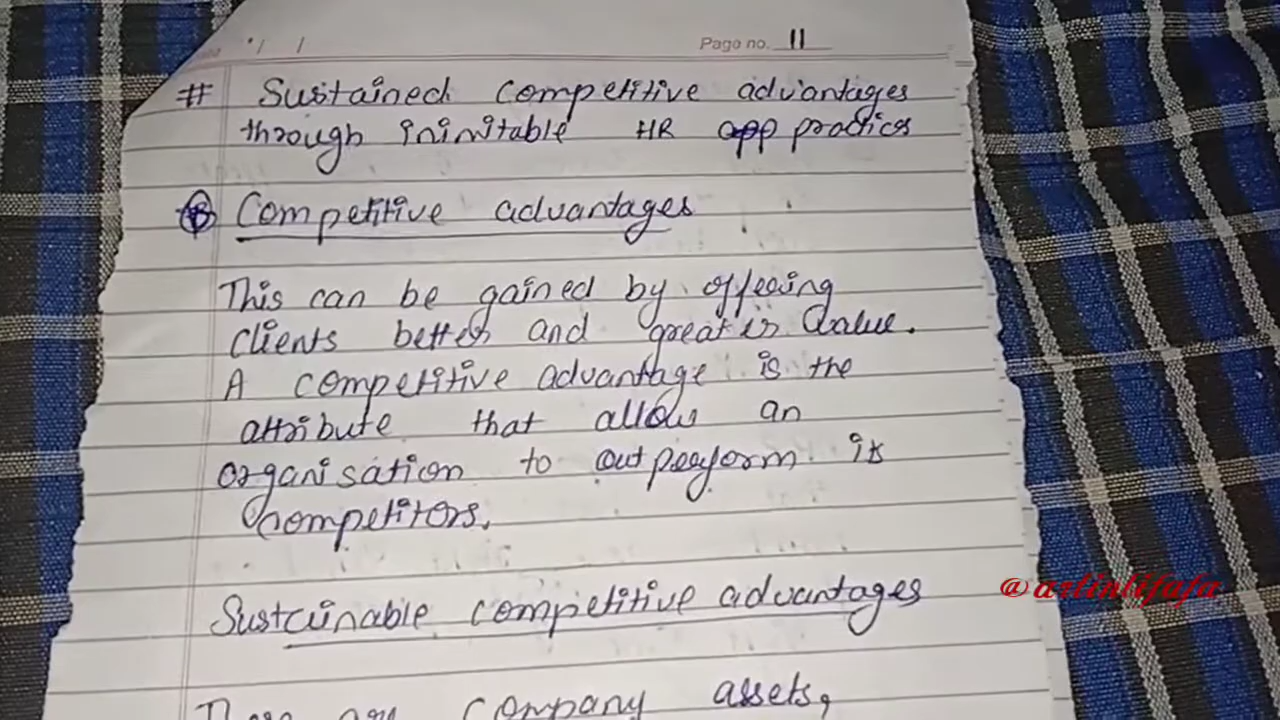 Page no. 11
# Sustained competitive advantages
through inimitable HR app practices
Competitive advantages
This can be gained by offering
clients better and greater value.
A competitive advantage is the
attribute that allow an
organisation to outperform its
competitors.
Sustainable competitive advantages
@arlinlifafa
company assets,